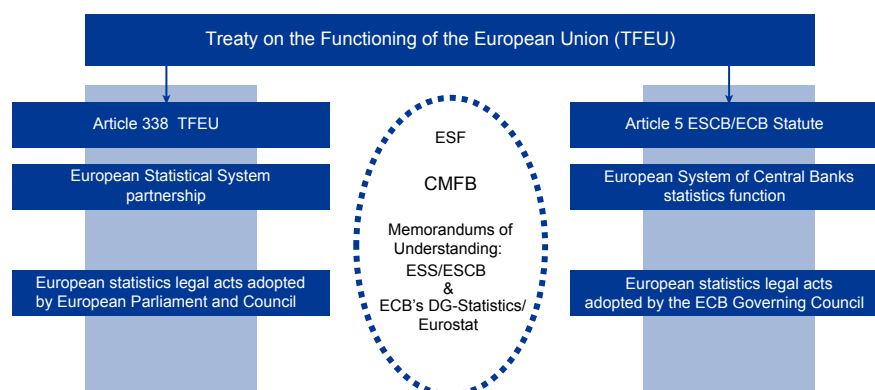 Treaty on the Functioning of the European Union (TFEU)
Article 338 TFEU
European Statistical System
partnership
European statistics legal acts adopted
by European Parliament and Council
ESF
CMFB
Memorandums of
Understanding:
ESS/ESCB
&
ECB's DG-Statistics/
Eurostat
Article 5 ESCB/ECB Statute
European System of Central Banks
statistics function
European statistics legal acts
adopted by the ECB Governing Council